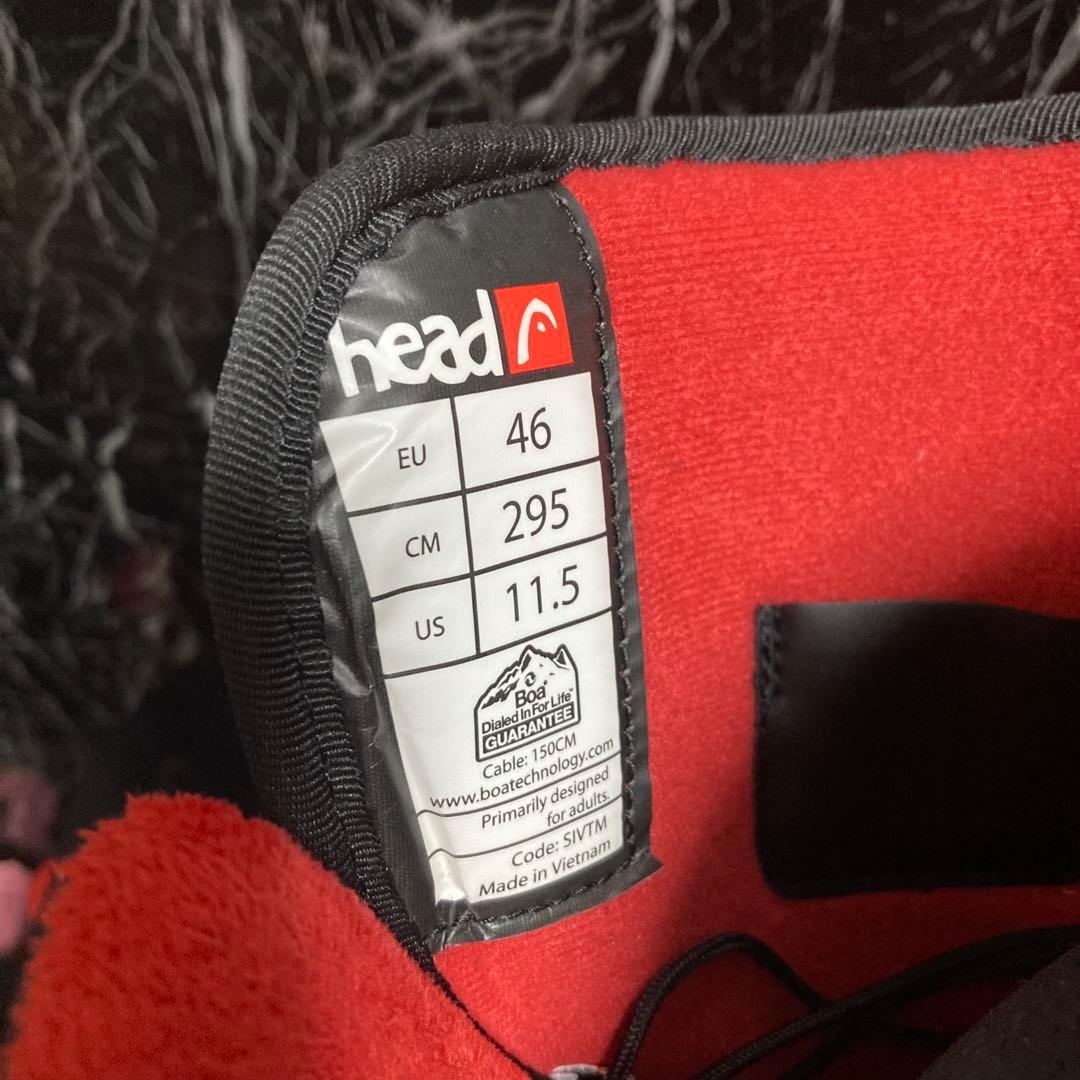 head
EU 46
CM 295
US 11.5
Boa
Dialed In For Life™
GUARANTEE
Cable: 150CM
www.boatechnology.com
Primarily designed
for adults.
Code: SIVTM
Made in Vietnam